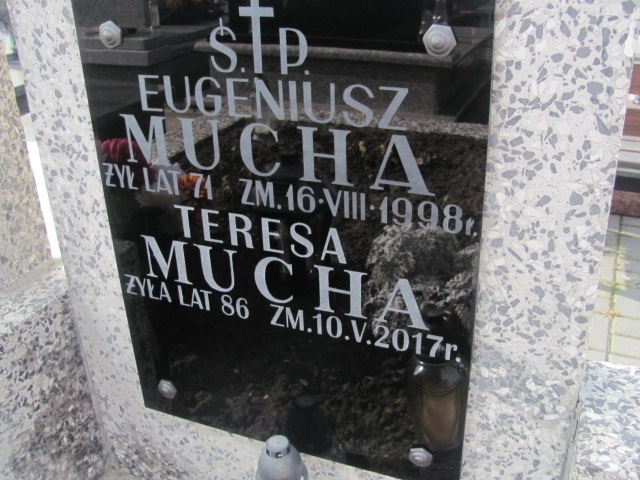 Ś. P.
EUGENIUSZ
MUCHA
ŻYŁ LAT 71 ZM. 16·VIII·1998r.
TERESA
MUCHA
ŻYŁA LAT 86 ZM. 10.V.2017r.